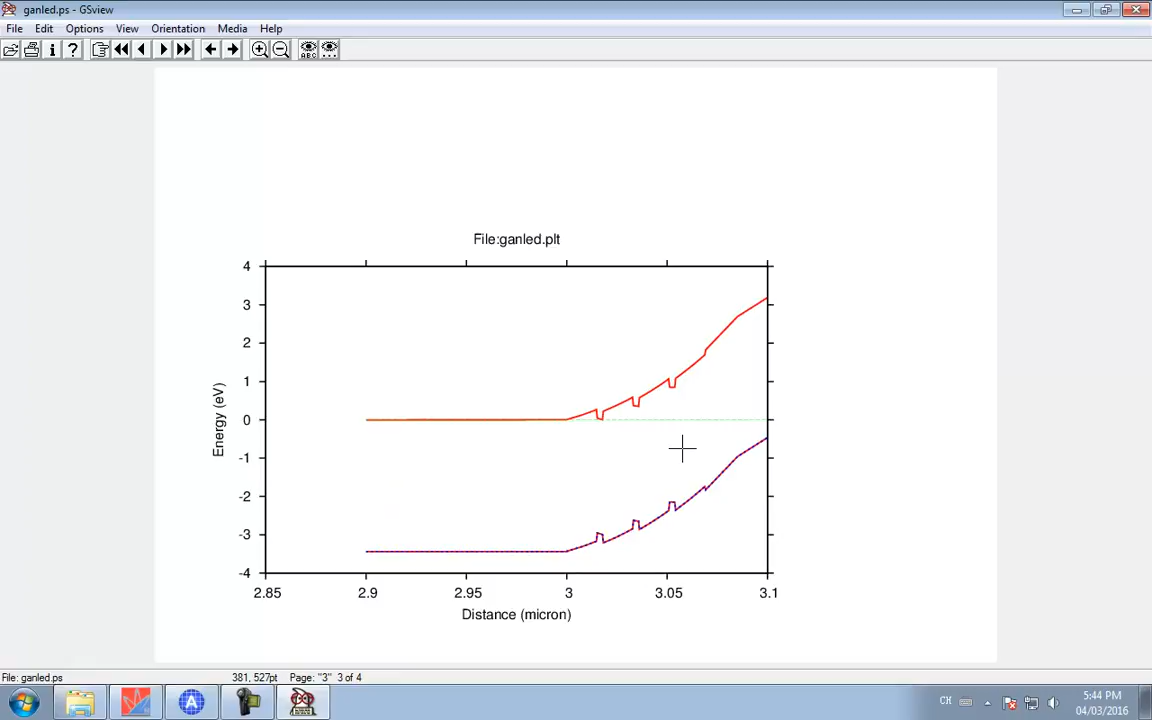 ganled.ps - GSview
File Edit Options View Orientation Media Help
File:ganled.plt
4
3
2
1
0
-1
-2
-3
-4
Energy (eV)
2.85 2.9 2.95 3 3.05 3.1
Distance (micron)
File: ganled.ps 381, 527pt Page: "3" 3 of 4
CH
5:44 PM
04/03/2016